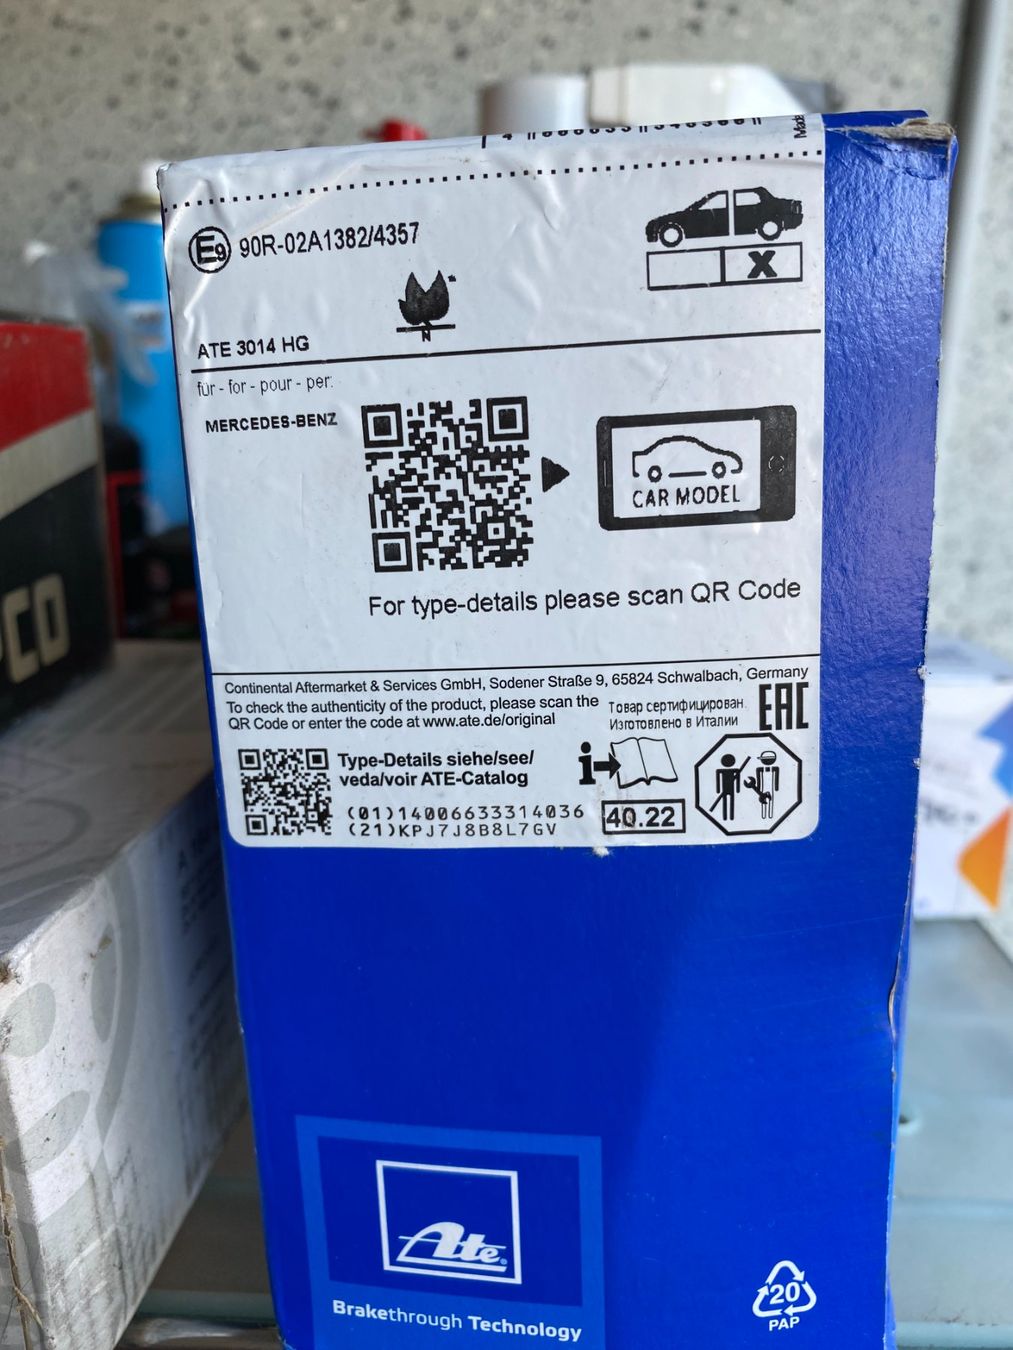 Made
E9 90R-02A1382/4357
X
N
ATE 3014 HG
für - for - pour - per:
MERCEDES-BENZ
CAR MODEL
For type-details please scan QR Code
Continental Aftermarket & Services GmbH, Sodener Straße 9, 65824 Schwalbach, Germany
To check the authenticity of the product, please scan the
QR Code or enter the code at www.ate.de/original
Товар сертифицирован.
Изготовлено в Италии
EAC
Type-Details siehe/see/
veda/voir ATE-Catalog
(01)14006633314036
(21)KPJ7J8B8L7GV
i
40.22
Ate®
Brakethrough Technology
20
PAP
CO